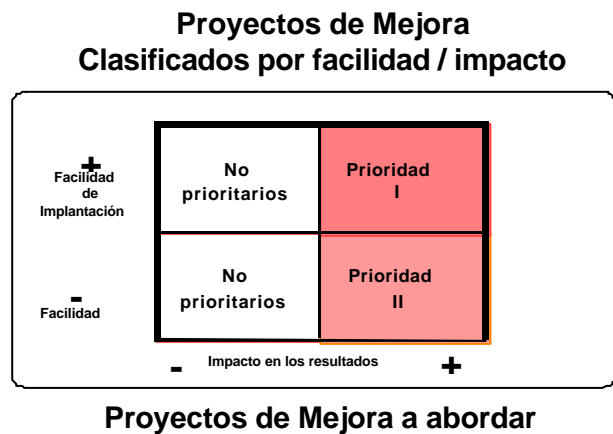 Proyectos de Mejora
Clasificados por facilidad / impacto
+
Facilidad
de
Implantación
No
prioritarios
Prioridad
I
-
Facilidad
No
prioritarios
Prioridad
II
- Impacto en los resultados +
Proyectos de Mejora a abordar